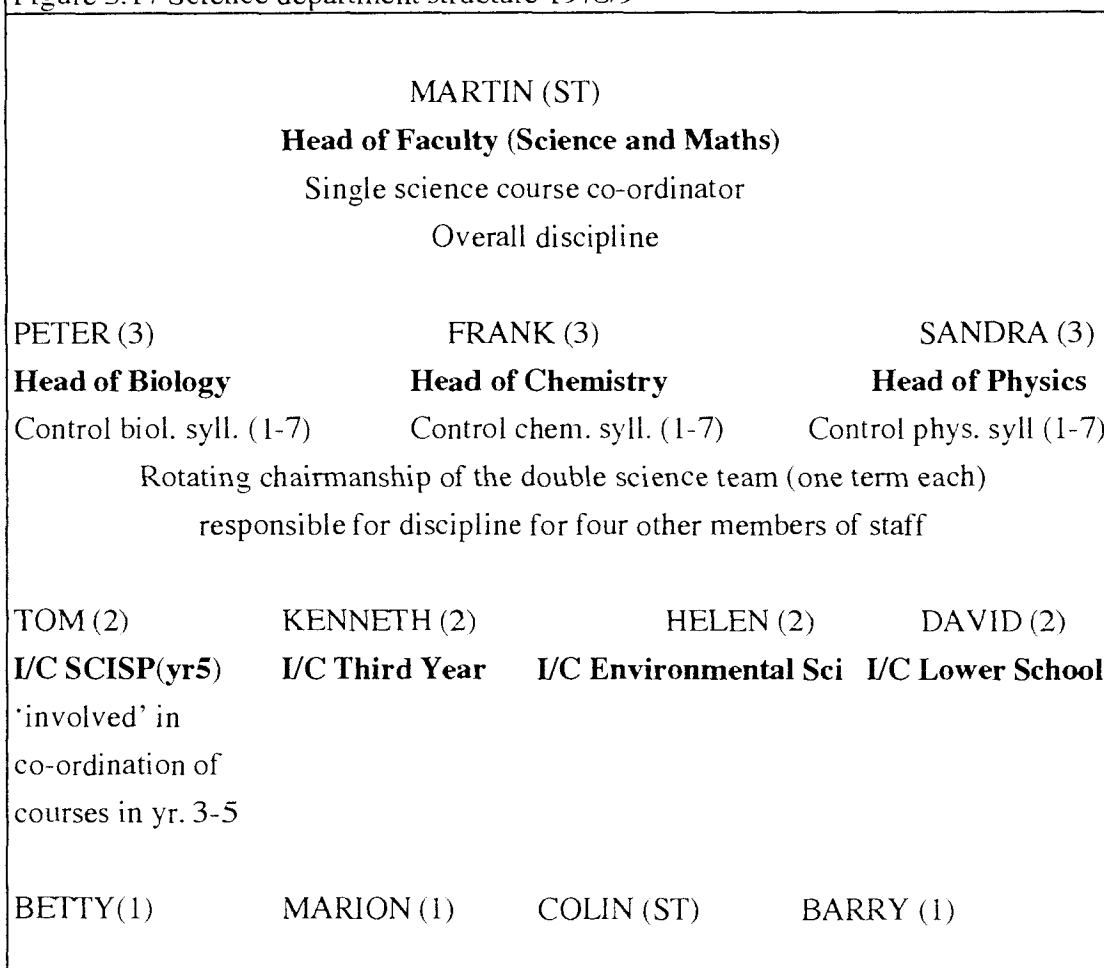 MARTIN (ST)
Head of Faculty (Science and Maths)
Single science course co-ordinator
Overall discipline
PETER (3) FRANK (3) SANDRA (3)
Head of Biology Head of Chemistry Head of Physics
Control biol. syll. (1-7) Control chem. syll. (1-7) Control phys. syll (1-7)
Rotating chairmanship of the double science team (one term each)
responsible for discipline for four other members of staff
TOM (2) KENNETH (2) HELEN (2) DAVID (2)
I/C SCISP(yr5) I/C Third Year I/C Environmental Sci I/C Lower School
'involved' in
co-ordination of
courses in yr. 3-5
BETTY(1) MARION (1) COLIN (ST) BARRY (1)